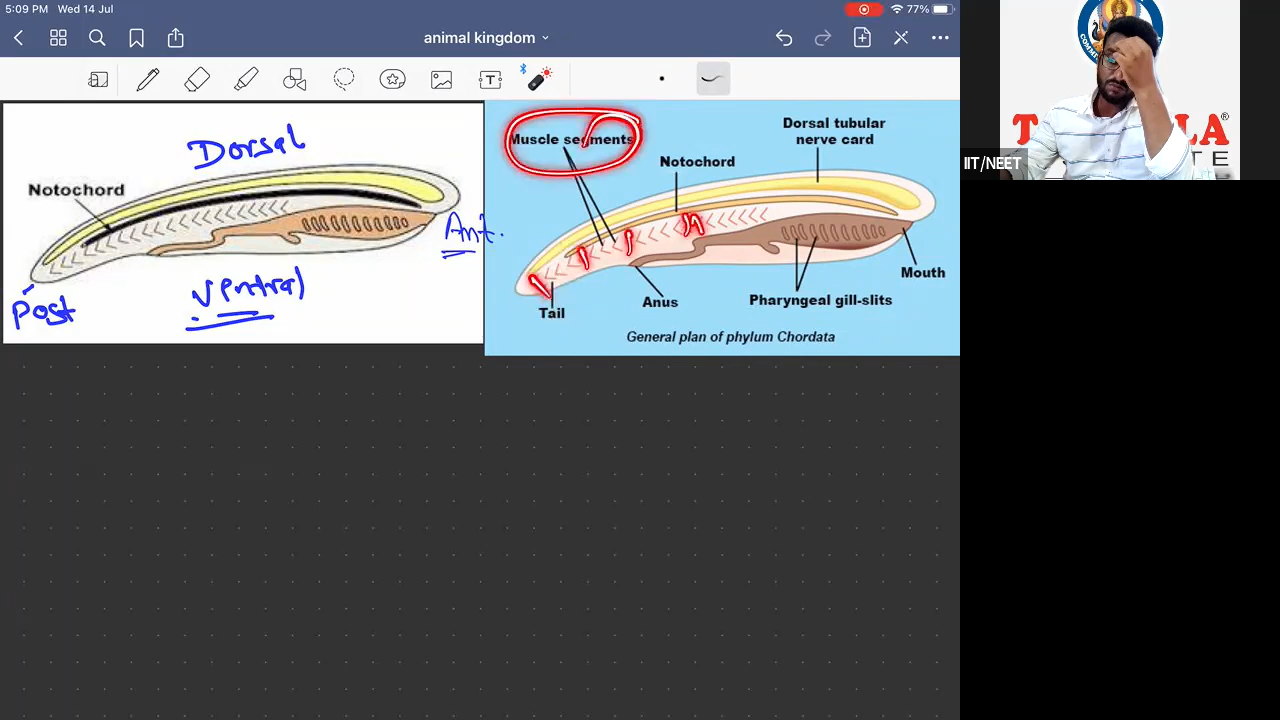 5:09 PM Wed 14 Jul
77%
animal kingdom
Dorsal
Notochord
Ant.
Ventral
Post
Muscle segments
Dorsal tubular
nerve card
Notochord
Mouth
Anus
Pharyngeal gill-slits
Tail
General plan of phylum Chordata
IIT/NEET